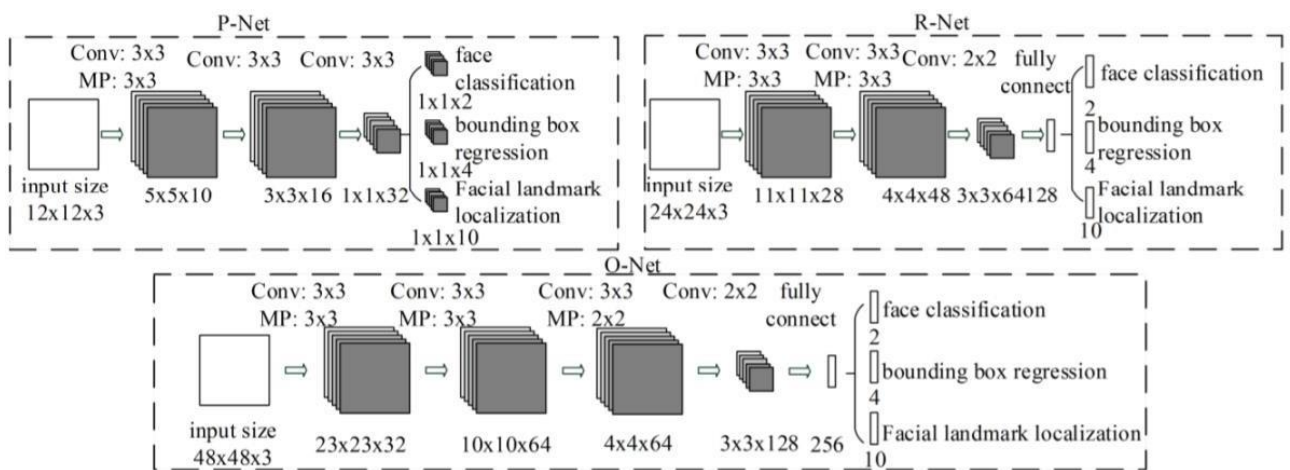 P-Net
Conv: 3x3
MP: 3x3
Conv: 3x3
Conv: 3x3
face
classification
1x1x2
bounding box
regression
1x1x4
Facial landmark
localization
1x1x10
input size
12x12x3
5x5x10
3x3x16
1x1x32
R-Net
Conv: 3x3
MP: 3x3
Conv: 3x3
MP: 3x3
Conv: 2x2
fully
connect
face classification
2
bounding box
regression
4
Facial landmark
localization
10
input size
24x24x3
11x11x28
4x4x48
3x3x64
128
O-Net
Conv: 3x3
MP: 3x3
Conv: 3x3
MP: 3x3
Conv: 3x3
MP: 2x2
Conv: 2x2
fully
connect
face classification
2
bounding box regression
4
Facial landmark localization
10
input size
48x48x3
23x23x32
10x10x64
4x4x64
3x3x128
256